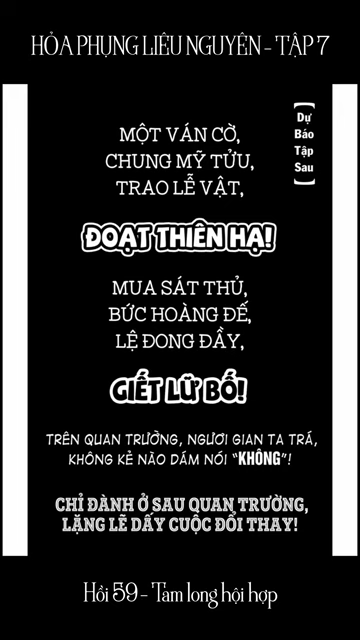 HỎA PHỤNG LIÊU NGUYÊN - TẬP 7
[Dự
Báo
Tập
Sau]
MỘT VÁN CỜ,
CHUNG MỸ TỬU,
TRAO LỄ VẬT,
ĐOẠT THIÊN HẠ!
MUA SÁT THỦ,
BỨC HOÀNG ĐẾ,
LỆ ĐONG ĐẦY,
GIẾT LỮ BỐ!
TRÊN QUAN TRƯỜNG, NGƯƠI GIAN TA TRÁ,
KHÔNG KẺ NÀO DÁM NÓI “KHÔNG”!
CHỈ ĐÀNH Ở SAU QUAN TRƯỜNG,
LẶNG LẼ DẤY CUỘC ĐỔI THAY!
Hồi 59 - Tâm long hội hợp